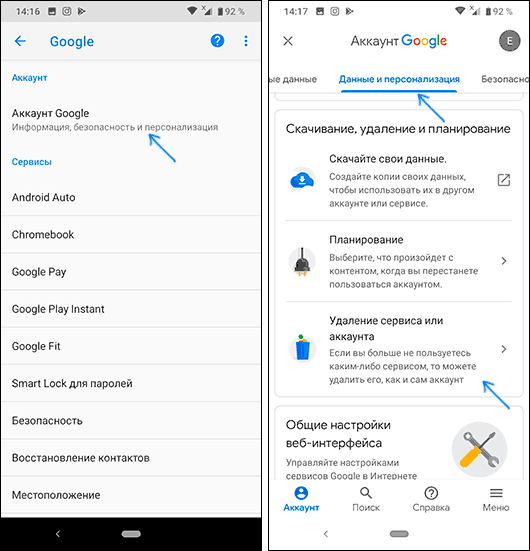 14:16
92 %
Google
Аккаунт
Аккаунт Google
Информация, безопасность и персонализация
Сервисы
Android Auto
Chromebook
Google Pay
Google Play Instant
Google Fit
Smart Lock для паролей
Безопасность
Восстановление контактов
Местоположение
14:17
92 %
Аккаунт Google
E
ые данные
Данные и персонализация
Безопасно
Скачивание, удаление и планирование
Скачайте свои данные.
Создайте копии своих данных,
чтобы использовать их в другом
аккаунте или сервисе.
Планирование
Выберите, что произойдет с
контентом, когда вы перестанете
пользоваться аккаунтом.
Удаление сервиса или
аккаунта
Если вы больше не пользуетесь
каким-либо сервисом, то можете
удалить его, как и сам аккаунт
Общие настройки
веб-интерфейса
Управляйте настройками
сервисов Google в Интернете
Аккаунт
Поиск
Справка
Меню